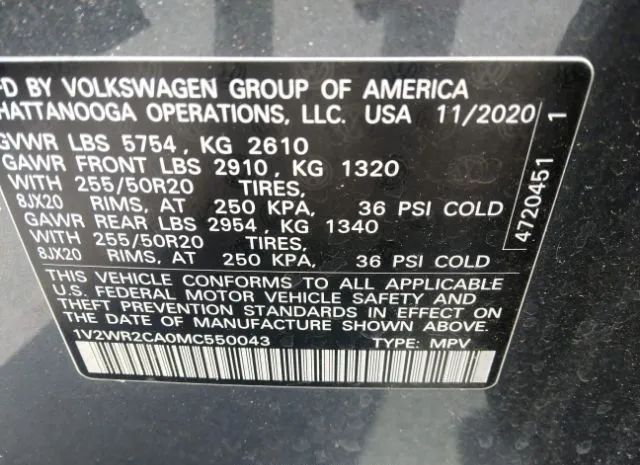 FD BY VOLKSWAGEN GROUP OF AMERICA
HATTANOOGA OPERATIONS, LLC. USA 11/2020
GVWR LBS 5754, KG 2610
GAWR FRONT LBS 2910, KG 1320
WITH 255/50R20 TIRES,
8JX20 RIMS, AT 250 KPA, 36 PSI COLD
GAWR REAR LBS 2954, KG 1340
WITH 255/50R20 TIRES,
8JX20 RIMS, AT 250 KPA, 36 PSI COLD
THIS VEHICLE CONFORMS TO ALL APPLICABLE
U.S. FEDERAL MOTOR VEHICLE SAFETY AND
THEFT PREVENTION STANDARDS IN EFFECT ON
THE DATE OF MANUFACTURE SHOWN ABOVE.
1V2WR2CA0MC550043 TYPE: MPV
4720451 1